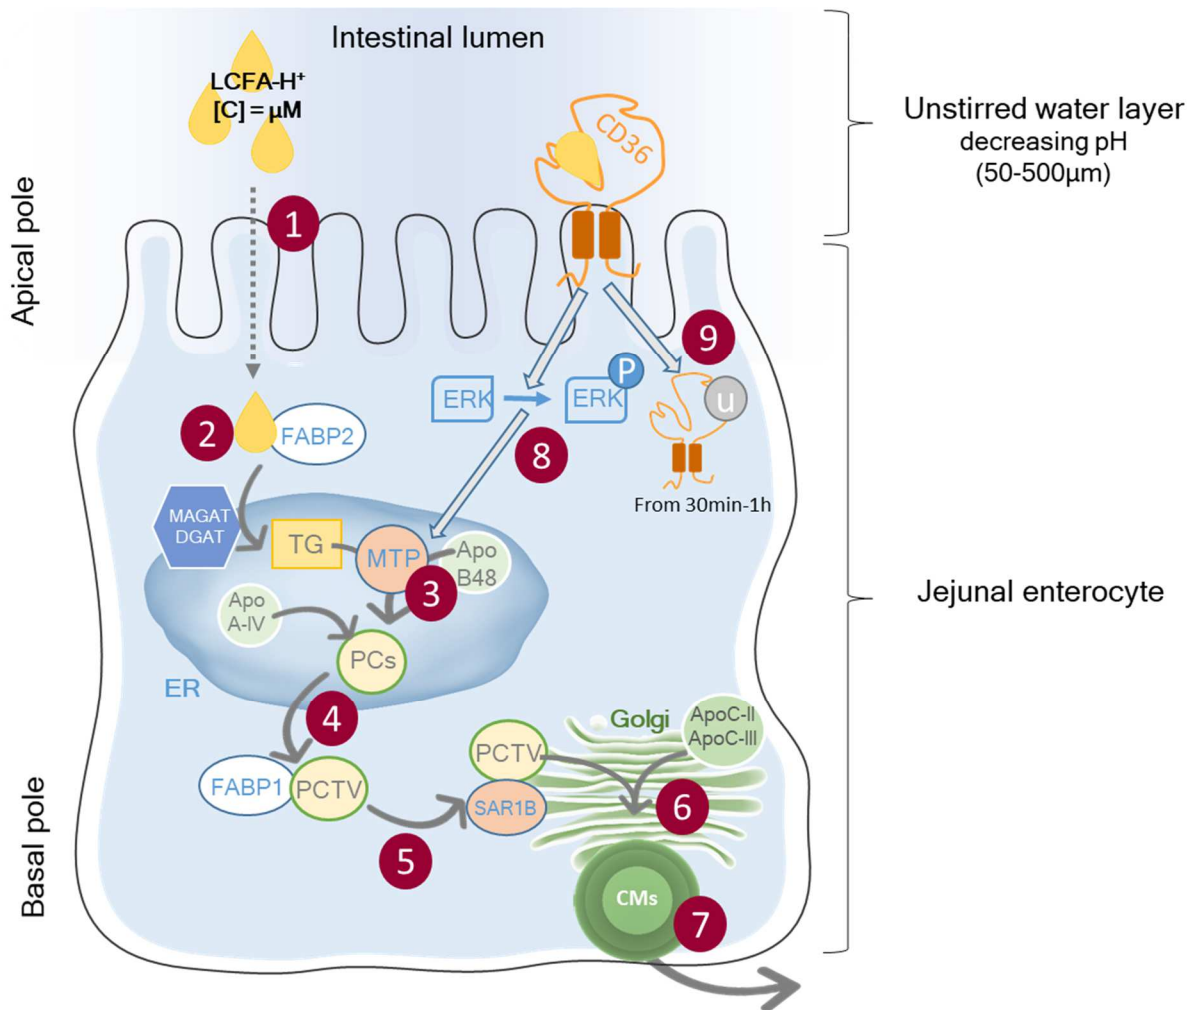 Intestinal lumen
LCFA-H⁺
[C] = µM
CD36
Unstirred water layer
decreasing pH
(50-500µm)
Apical pole
1
9
P
ERK
ERK
u
2
FABP2
8
From 30min-1h
MAGAT
DGAT
TG
MTP
Apo
B48
3
Apo
A-IV
PCs
Jejunal enterocyte
ER
4
Golgi
ApoC-II
ApoC-III
PCTV
FABP1
PCTV
SAR1B
6
5
Basal pole
CMs
7